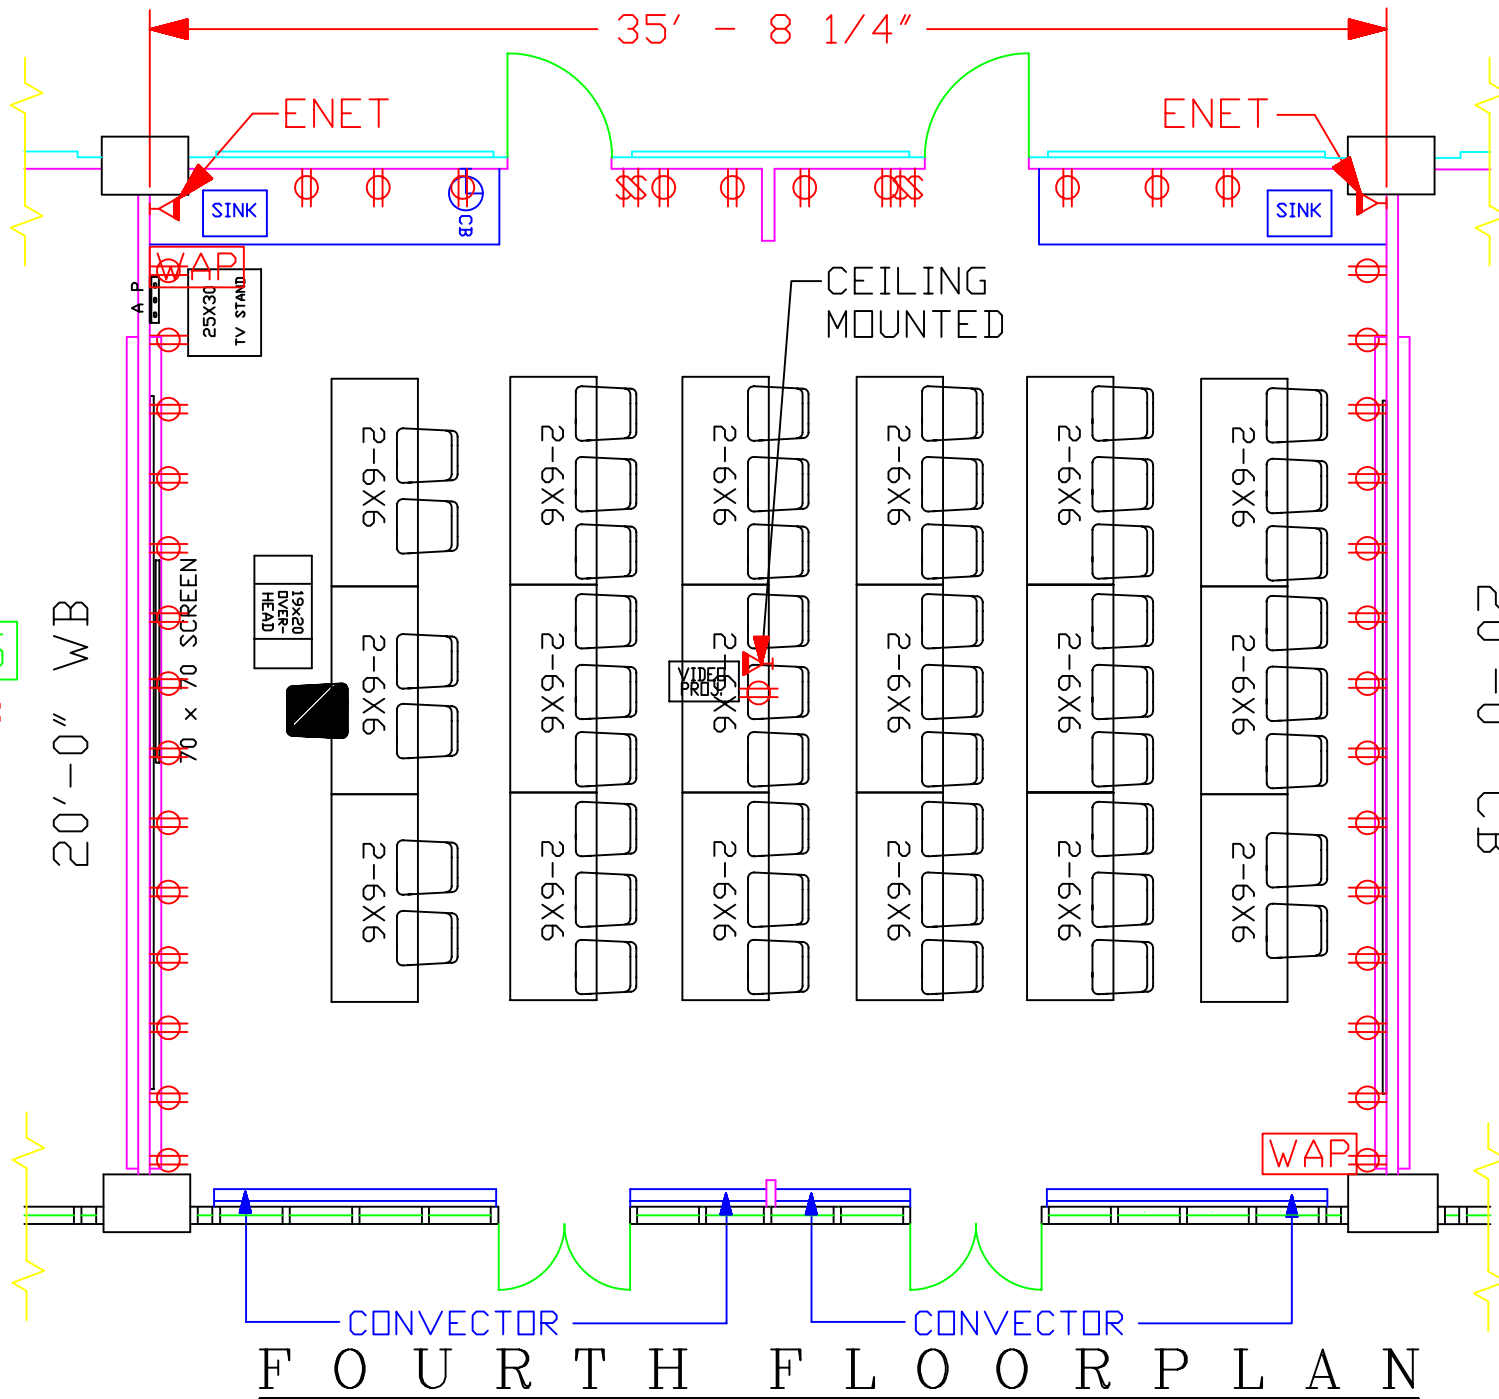 35' - 8 1/4"
ENET
ENET
SINK
CB
SINK
WAP
A P
25X30
TV STAND
CEILING
MOUNTED
2-6X6
2-6X6
2-6X6
2-6X6
2-6X6
2-6X6
20'-0" WB
70 x 70 SCREEN
19x20
OVER-
HEAD
VIDEO
PROJ.
2-6X6
2-6X6
2-6X6
2-6X6
2-6X6
2-6X6
CB
2-6X6
2-6X6
2-6X6
2-6X6
2-6X6
2-6X6
WAP
CONVECTOR
CONVECTOR
FOURTH FLOORPLAN